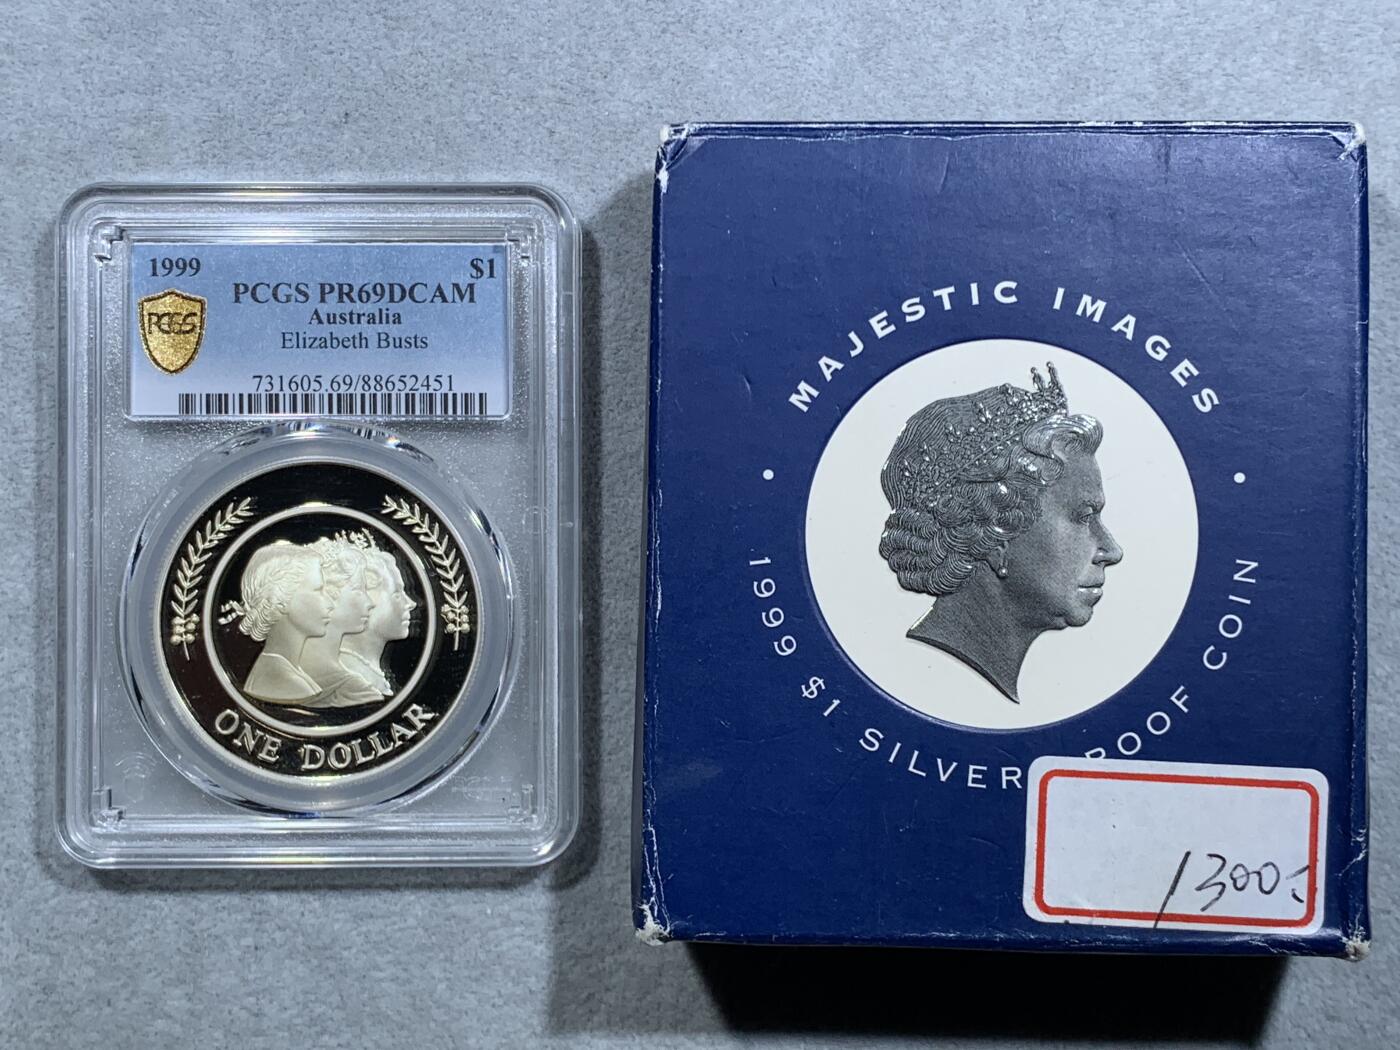 1999 $1
PCGS PR69DCAM
Australia
Elizabeth Busts
731605.69/88652451
PCGS
ONE DOLLAR
MAJESTIC IMAGES
1999 $1 SILVER PROOF COIN
1300